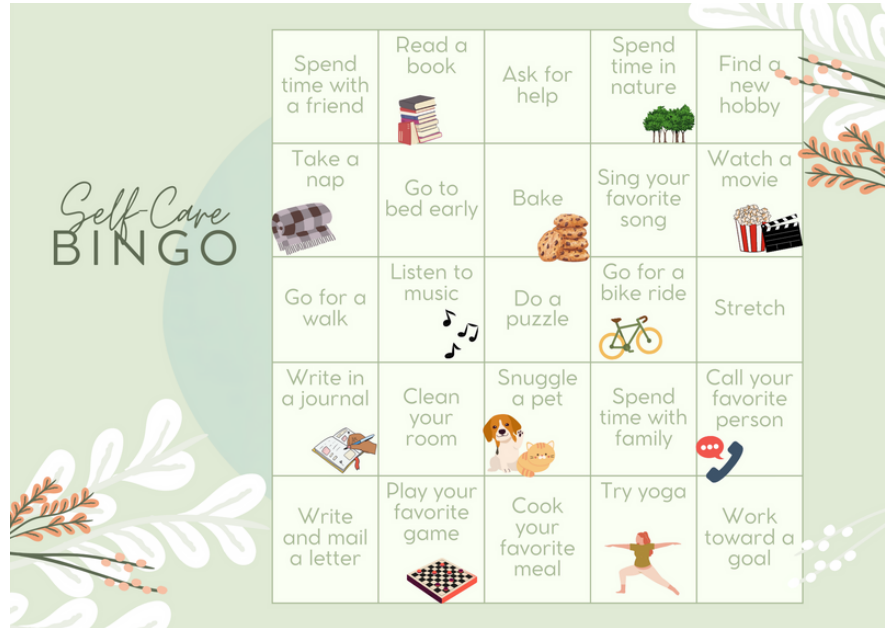 Self-Care
BINGO
Spend
time with
a friend
Read a
book
Ask for
help
Spend
time in
nature
Find a
new
hobby
Take a
nap
Go to
bed early
Bake
Sing your
favorite
song
Watch a
movie
Go for a
walk
Listen to
music
Do a
puzzle
Go for a
bike ride
Stretch
Write in
a journal
Clean
your
room
Snuggle
a pet
Spend
time with
family
Call your
favorite
person
Write
and mail
a letter
Play your
favorite
game
Cook
your
favorite
meal
Try yoga
Work
toward a
goal